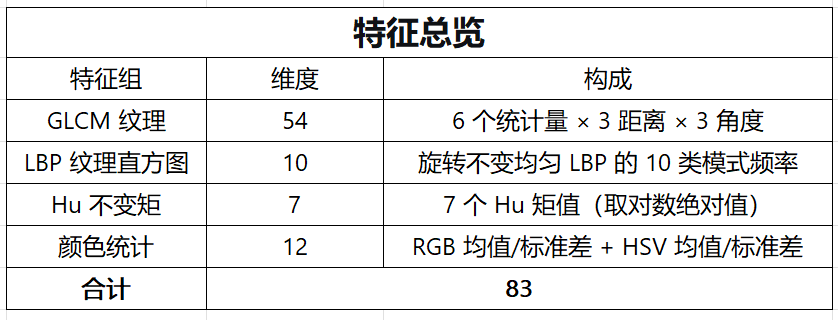 特征总览
特征组 维度 构成
GLCM 纹理 54 6 个统计量 × 3 距离 × 3 角度
LBP 纹理直方图 10 旋转不变均匀 LBP 的 10 类模式频率
Hu 不变矩 7 7 个 Hu 矩值（取对数绝对值）
颜色统计 12 RGB 均值/标准差 + HSV 均值/标准差
合计 83